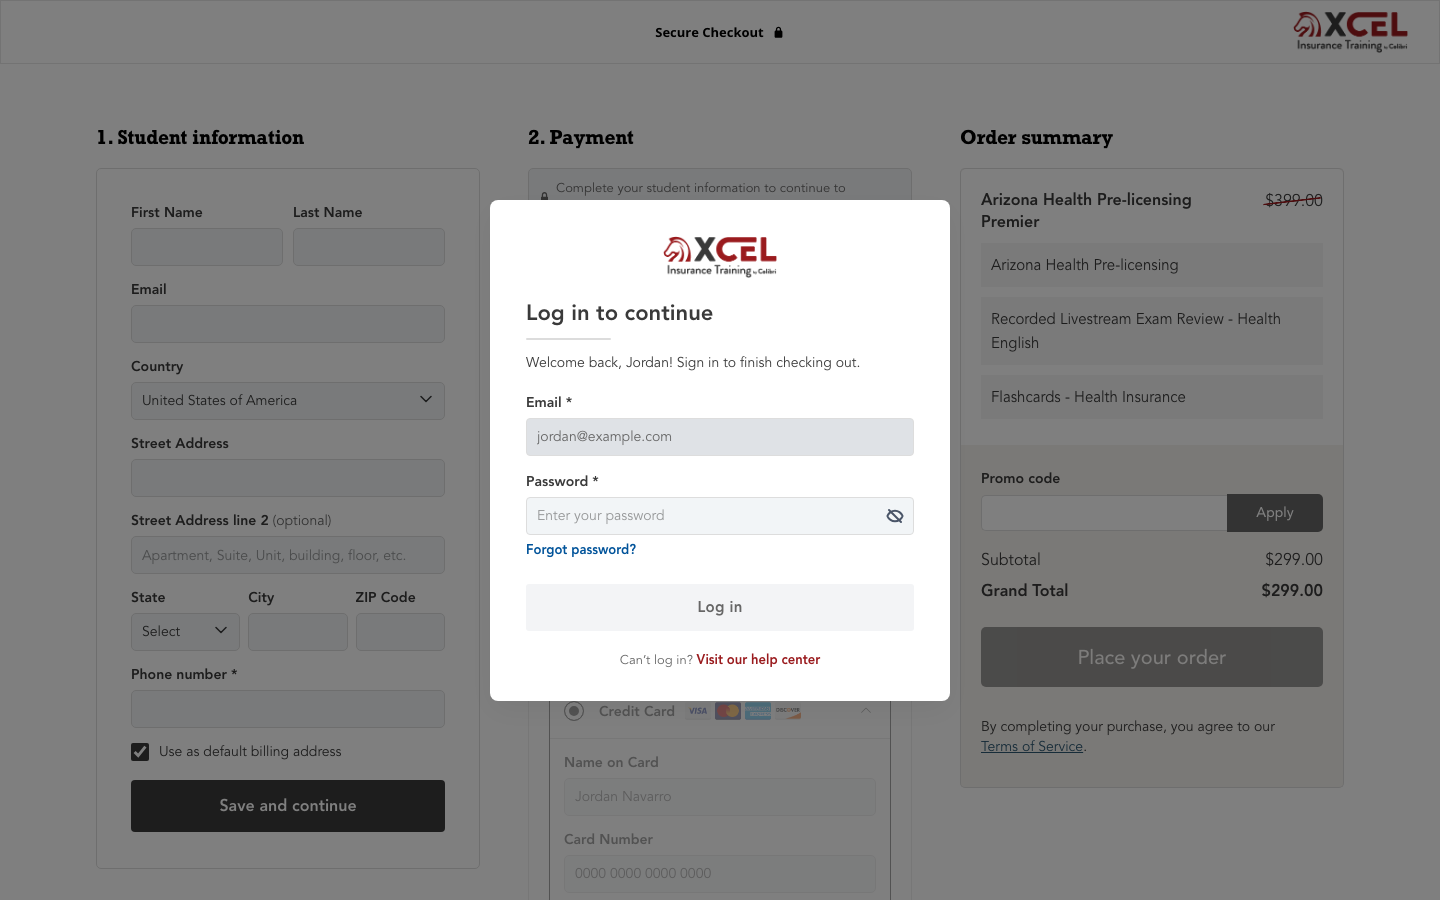 Secure Checkout
XCEL
Insurance Training by Calibri
1. Student information
First Name
Last Name
Email
Country
United States of America
Street Address
Street Address line 2 (optional)
Apartment, Suite, Unit, building, floor, etc.
State
City
ZIP Code
Select
Phone number *
Use as default billing address
Save and continue
2. Payment
Complete your student information to continue to
XCEL
Insurance Training by Calibri
Log in to continue
Welcome back, Jordan! Sign in to finish checking out.
Email *
jordan@example.com
Password *
Enter your password
Forgot password?
Log in
Can't log in? Visit our help center
Credit Card VISA DISCOVER
Name on Card
Jordan Navarro
Card Number
0000 0000 0000 0000
Order summary
Arizona Health Pre-licensing $399.00
Premier
Arizona Health Pre-licensing
Recorded Livestream Exam Review - Health
English
Flashcards - Health Insurance
Promo code
Apply
Subtotal $299.00
Grand Total $299.00
Place your order
By completing your purchase, you agree to our
Terms of Service.